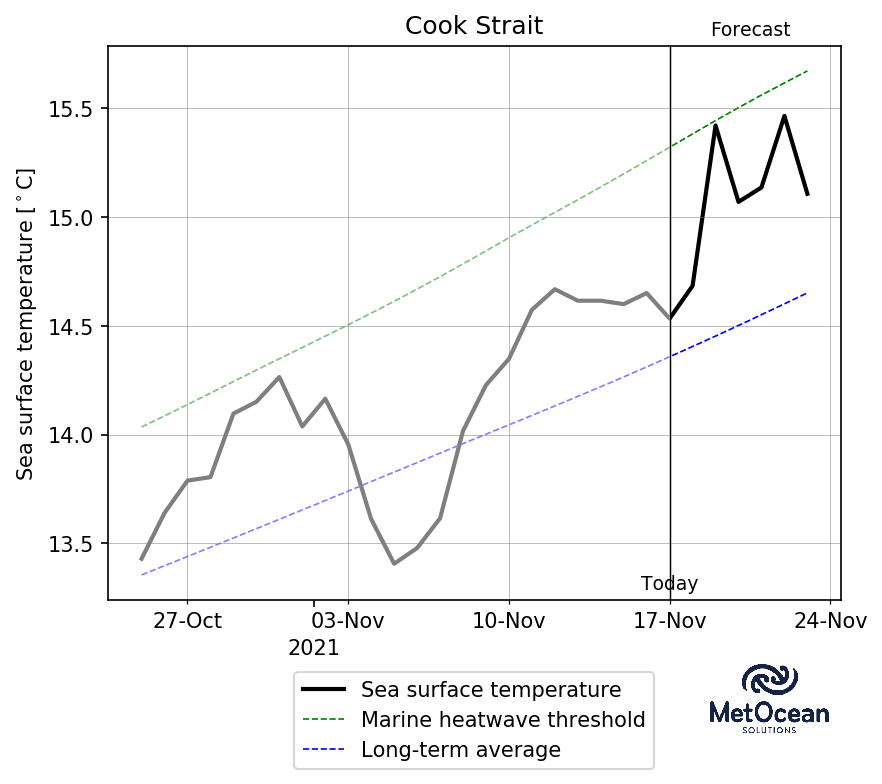 Cook Strait
Forecast
Sea surface temperature [°C]
15.5
15.0
14.5
14.0
13.5
Today
27-Oct 03-Nov 10-Nov 17-Nov 24-Nov
2021
Sea surface temperature
Marine heatwave threshold
Long-term average
MetOcean
SOLUTIONS